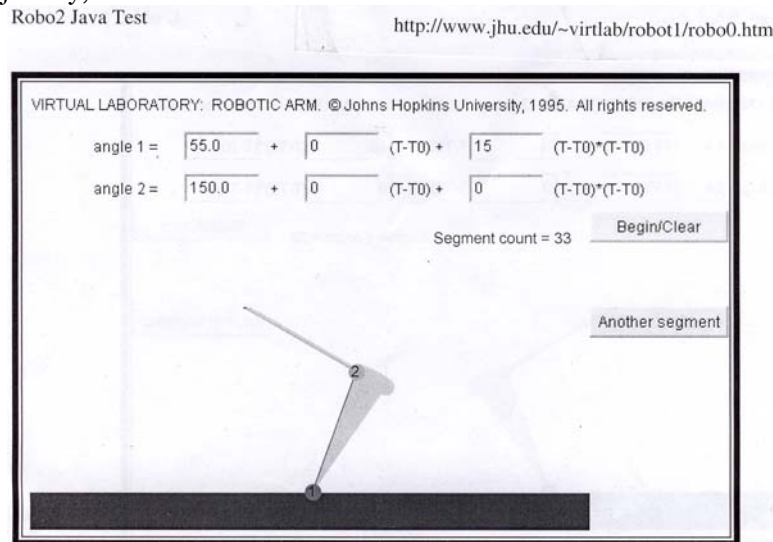 Robo2 Java Test
http://www.jhu.edu/~virtlab/robot1/robo0.htm
VIRTUAL LABORATORY: ROBOTIC ARM. ©Johns Hopkins University, 1995. All rights reserved.
angle 1 = 55.0 + 0 (T-T0) + 15 (T-T0)*(T-T0)
angle 2 = 150.0 + 0 (T-T0) + 0 (T-T0)*(T-T0)
Segment count = 33 Begin/Clear
Another segment
2
1